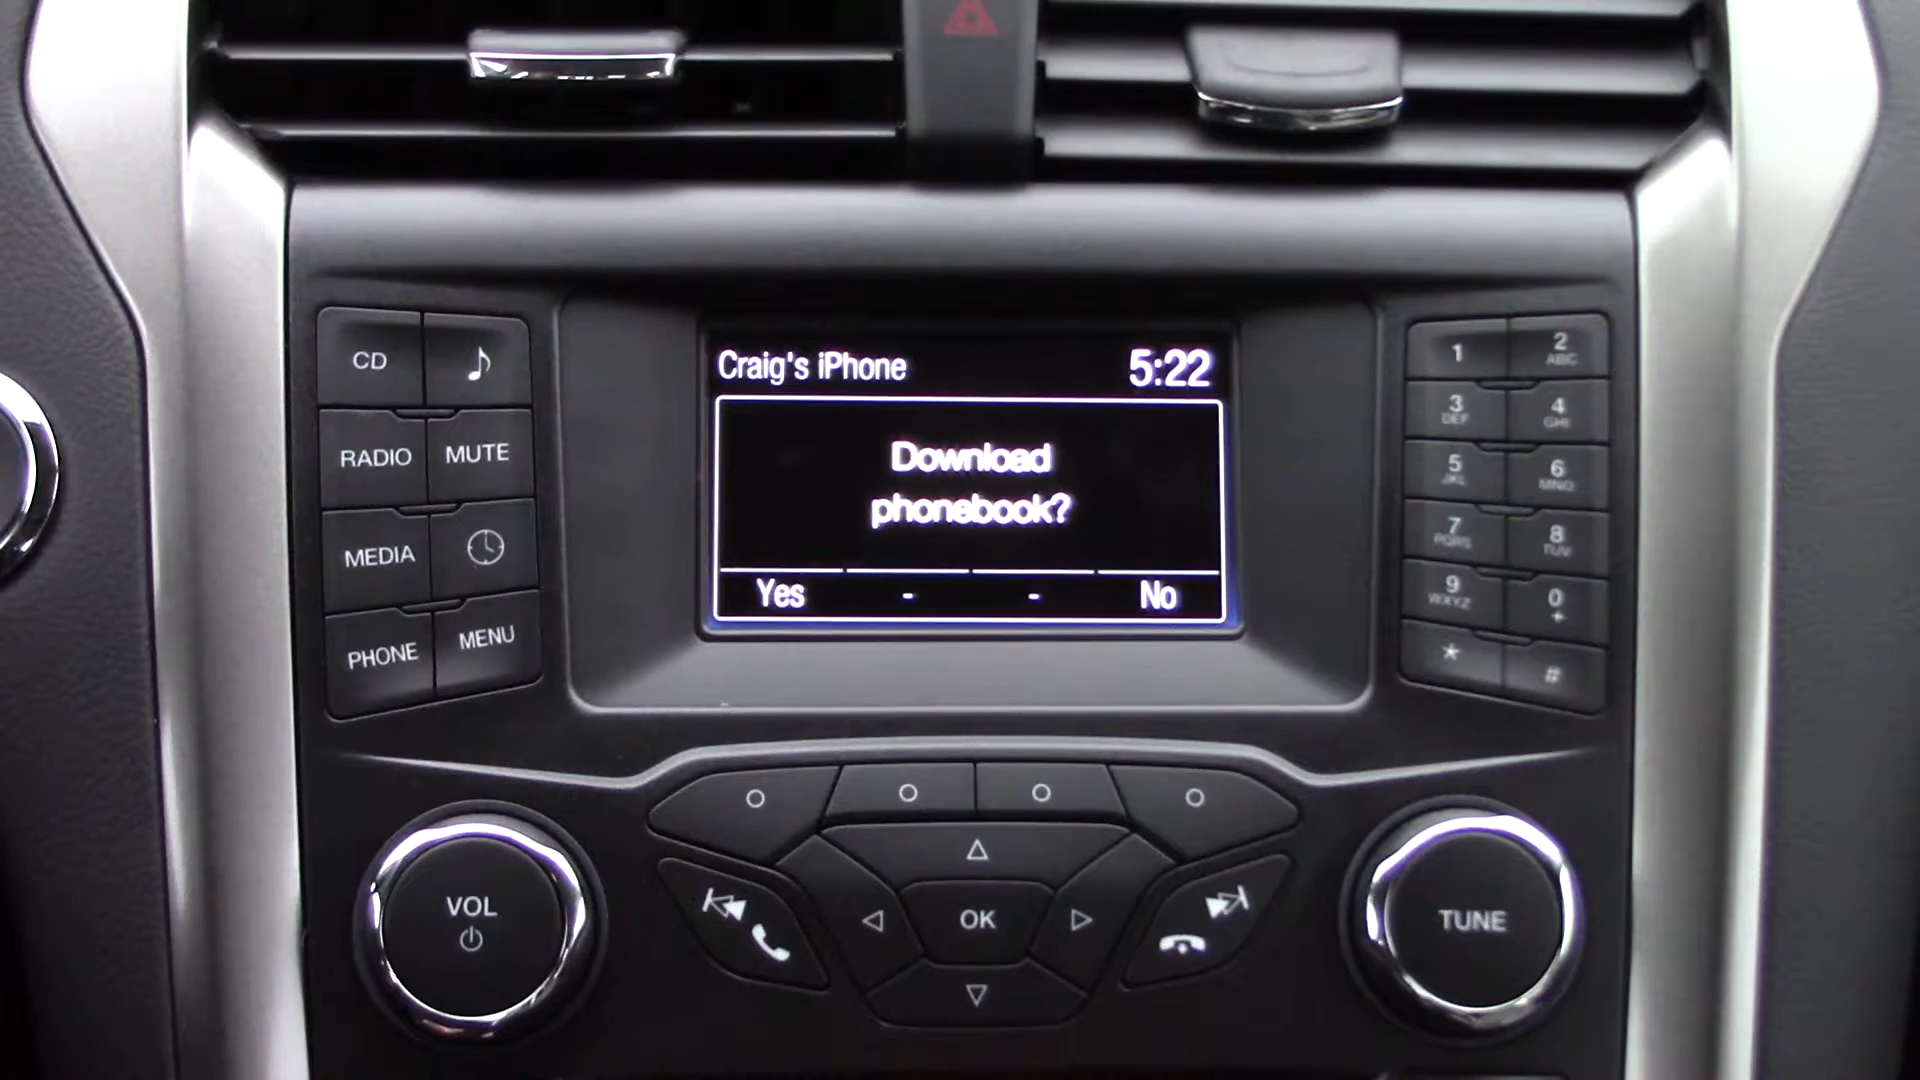 Craig's iPhone 5:22
Download
phonebook?
Yes - - No
CD
RADIO MUTE
MEDIA
PHONE MENU
1 2 ABC
3 DEF 4 GHI
5 JKL 6 MNO
7 PQRS 8 TUV
9 WXYZ 0 +
* #
VOL
OK
TUNE